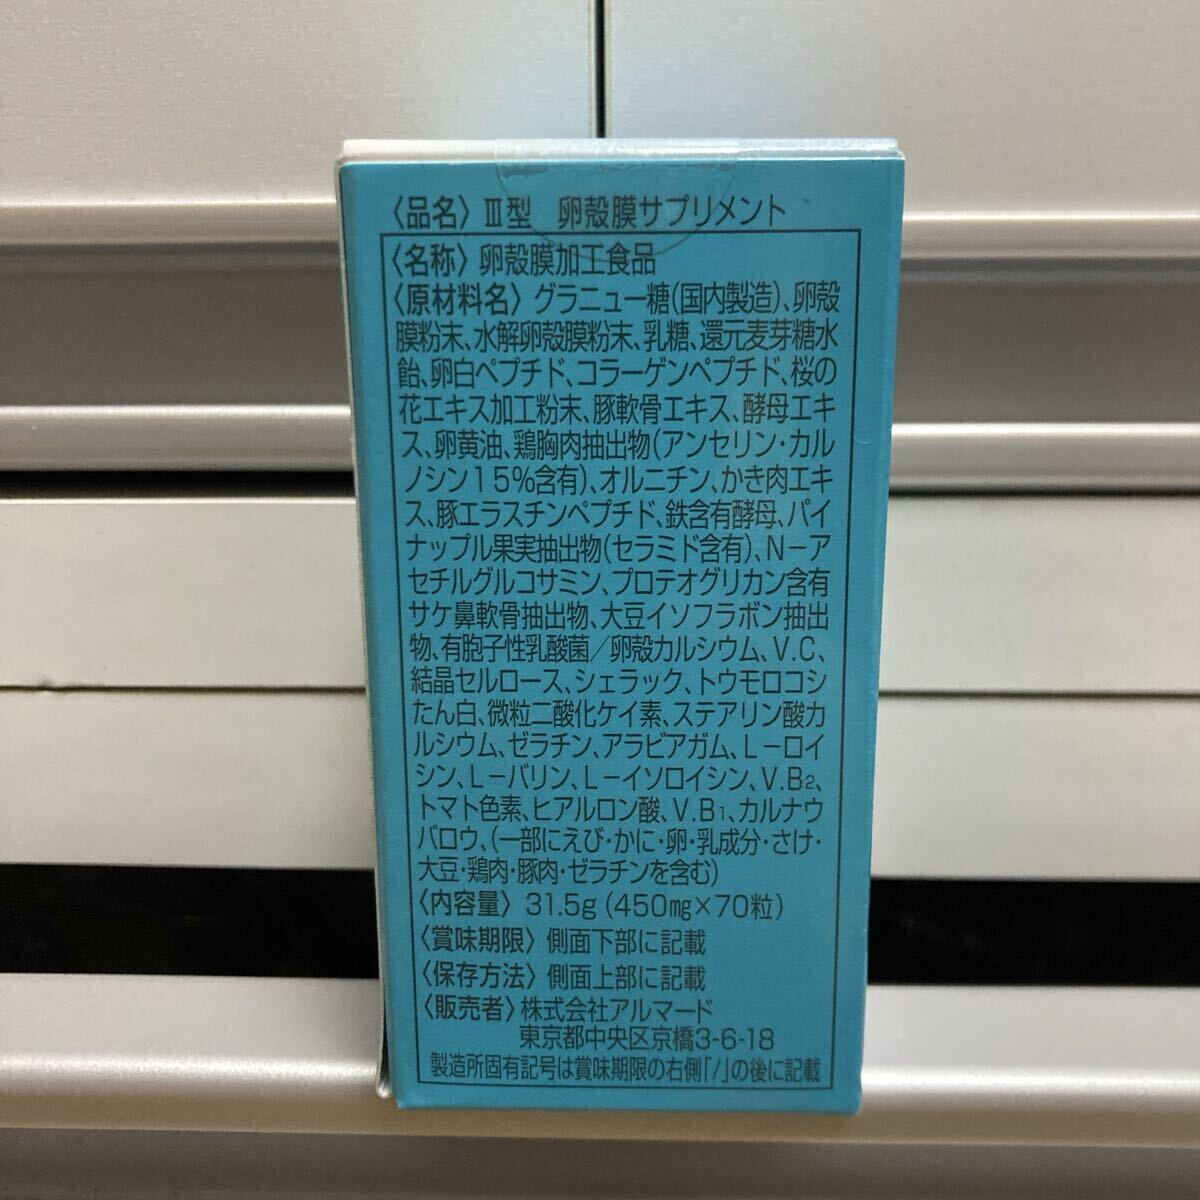 〈品名〉Ⅲ型　卵殻膜サプリメント
〈名称〉卵殻膜加工食品
〈原材料名〉グラニュー糖(国内製造)、卵殻
膜粉末、水解卵殻膜粉末、乳糖、還元麦芽糖水
飴、卵白ペプチド、コラーゲンペプチド、桜の
花エキス加工粉末、豚軟骨エキス、酵母エキ
ス、卵黄油、鶏胸肉抽出物(アンセリン・カル
ノシン15%含有)、オルニチン、かき肉エキ
ス、豚エラスチンペプチド、鉄含有酵母、パイ
ナップル果実抽出物(セラミド含有)、N－ア
セチルグルコサミン、プロテオグリカン含有
サケ鼻軟骨抽出物、大豆イソフラボン抽出
物、有胞子性乳酸菌／卵殻カルシウム、V.C、
結晶セルロース、シェラック、トウモロコシ
たん白、微粒二酸化ケイ素、ステアリン酸カ
ルシウム、ゼラチン、アラビアガム、L－ロイ
シン、L－バリン、L－イソロイシン、V.B₂、
トマト色素、ヒアルロン酸、V.B₁、カルナウ
バロウ、(一部にえび・かに・卵・乳成分・さけ・
大豆・鶏肉・豚肉・ゼラチンを含む)
〈内容量〉31.5g(450㎎×70粒)
〈賞味期限〉側面下部に記載
〈保存方法〉側面上部に記載
〈販売者〉株式会社アルマード
東京都中央区京橋3-6-18
製造所固有記号は賞味期限の右側「/」の後に記載